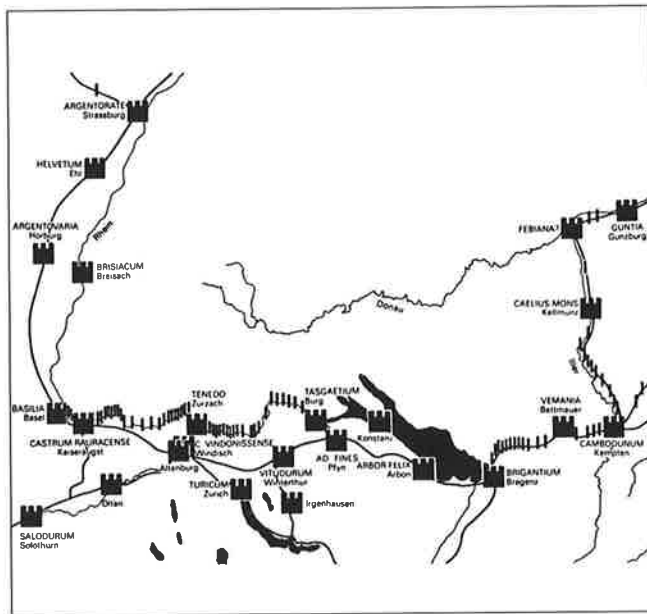 ARGENTORATE
Strassburg
HELVETUM
Ehl
ARGENTOVARIA
Horburg
Rhein
BRISIACUM
Breisach
FEBIANA?
GUNTIA
Gunzburg
Donau
CAELIUS MONS
Kellmunz
Iller
BASILIA
Basel
CASTRUM RAURACENSE
Kaiseraugst
TENEDO
Zurzach
C. VINDONISSENSE
Windisch
Altenburg
TASGAETIUM
Burg
Konstanz
AD FINES
Pfyn
VITUDURUM
Winterthur
ARBOR FELIX
Arbon
VEMANIA
Bettmauer
CAMBODUNUM
Kempten
BRIGANTIUM
Bregenz
TURICUM
Zürich
Irgenhausen
Olten
SALODURUM
Solothurn